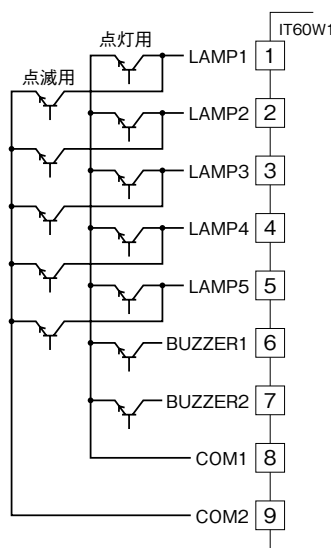 IT60W1
点灯用
LAMP1 1
点滅用
LAMP2 2
LAMP3 3
LAMP4 4
LAMP5 5
BUZZER1 6
BUZZER2 7
COM1 8
COM2 9